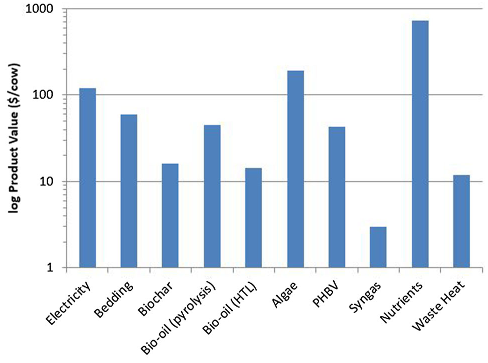 log Product Value ($/cow)
1000
100
10
1
Electricity
Bedding
Biochar
Bio-oil (pyrolysis)
Bio-oil (HTL)
Algae
PHBV
Syngas
Nutrients
Waste Heat